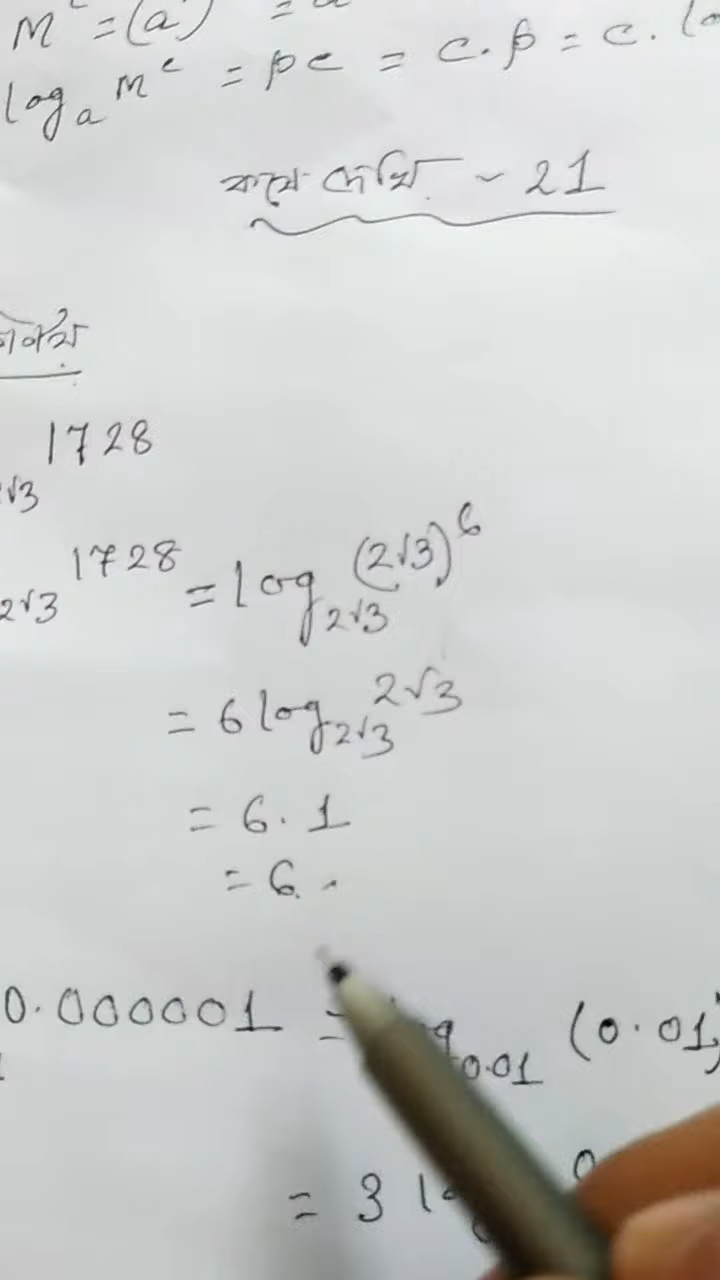 M^c = (a
log_a M^c = pc = c.p = c.
কষে দেখি - 21
1728
2√3
2√3 1728 = log_2√3 (2√3)^6
= 6 log_2√3 2√3
= 6.1
= 6.
0.000001 = log_0.01 (0.01)
= 3